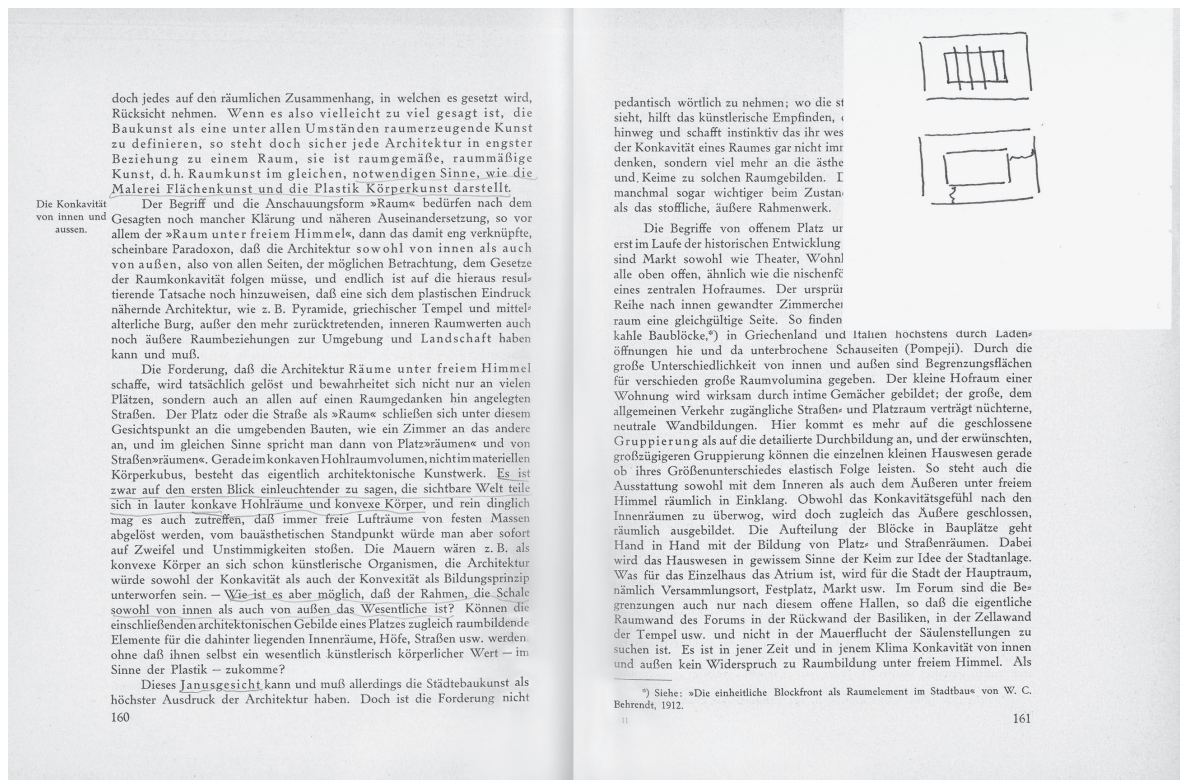 doch jedes auf den räumlichen Zusammenhang, in welchen es gesetzt wird,
Rücksicht nehmen. Wenn es also vielleicht zu viel gesagt ist, die
Baukunst als eine unter allen Umständen raumerzeugende Kunst
zu definieren, so steht doch sicher jede Architektur in engster
Beziehung zu einem Raum, sie ist raumgemäße, raummäßige
Kunst, d. h. Raumkunst im gleichen, notwendigen Sinne, wie die
Malerei Flächenkunst und die Plastik Körperkunst darstellt.
Die Konkavität
von innen und
aussen.
Der Begriff und die Anschauungsform »Raum« bedürfen nach dem
Gesagten noch mancher Klärung und näheren Auseinandersetzung, so vor
allem der »Raum unter freiem Himmel«, dann das damit eng verknüpfte,
scheinbare Paradoxon, daß die Architektur sowohl von innen als auch
von außen, also von allen Seiten, der möglichen Betrachtung, dem Gesetze
der Raumkonkavität folgen müsse, und endlich ist auf die hieraus resul-
tierende Tatsache noch hinzuweisen, daß eine sich dem plastischen Eindruck
nähernde Architektur, wie z. B. Pyramide, griechischer Tempel und mittel-
alterliche Burg, außer den mehr zurücktretenden, inneren Raumwerten auch
noch äußere Raumbeziehungen zur Umgebung und Landschaft haben
kann und muß.
Die Forderung, daß die Architektur Räume unter freiem Himmel
schaffe, wird tatsächlich gelöst und bewahrheitet sich nicht nur an vielen
Plätzen, sondern auch an allen auf einen Raumgedanken hin angelegten
Straßen. Der Platz oder die Straße als »Raum« schließen sich unter diesem
Gesichtspunkt an die umgebenden Bauten, wie ein Zimmer an das andere
an, und im gleichen Sinne spricht man dann von Platz»räumen« und von
Straßen»räumen«. Gerade im konkaven Hohlraumvolumen, nicht im materiellen
Körperkubus, besteht das eigentlich architektonische Kunstwerk. Es ist
zwar auf den ersten Blick einleuchtender zu sagen, die sichtbare Welt teile
sich in lauter konkave Hohlräume und konvexe Körper, und rein dinglich
mag es auch zutreffen, daß immer freie Lufträume von festen Massen
abgelöst werden, vom bauästhetischen Standpunkt würde man aber sofort
auf Zweifel und Unstimmigkeiten stoßen. Die Mauern wären z. B. als
konvexe Körper an sich schon künstlerische Organismen, die Architektur
würde sowohl der Konkavität als auch der Konvexität als Bildungsprinzip
unterworfen sein. — Wie ist es aber möglich, daß der Rahmen, die Schale
sowohl von innen als auch von außen das Wesentliche ist? Können die
einschließenden architektonischen Gebilde eines Platzes zugleich raumbildende
Elemente für die dahinter liegenden Innenräume, Höfe, Straßen usw. werden,
ohne daß ihnen selbst ein wesentlich künstlerisch körperlicher Wert — im
Sinne der Plastik — zukomme?
Dieses Janusgesicht kann und muß allerdings die Städtebaukunst als
höchster Ausdruck der Architektur haben. Doch ist die Forderung nicht
160
pedantisch wörtlich zu nehmen; wo die
sieht, hilft das künstlerische Empfinden,
hinweg und schafft instinktiv das ihr
der Konkavität eines Raumes gar nicht
denken, sondern viel mehr an die
und Keime zu solchen Raumgebilden.
manchmal sogar wichtiger beim
als das stoffliche, äußere Rahmenwerk.
Die Begriffe von offenem Platz
erst im Laufe der historischen Entwicklung
sind Markt sowohl wie Theater,
alle oben offen, ähnlich wie die
eines zentralen Hofraumes. Der
Reihe nach innen gewandter
raum eine gleichgültige Seite. So finden
kahle Baublöcke,*) in Griechenland und Italien höchstens durch Laden-
öffnungen hie und da unterbrochene Schauseiten (Pompeji). Durch die
große Unterschiedlichkeit von innen und außen sind Begrenzungsflächen
für verschieden große Raumvolumina gegeben. Der kleine Hofraum einer
Wohnung wird wirksam durch intime Gemächer gebildet; der große, dem
allgemeinen Verkehr zugängliche Straßen- und Platzraum verträgt nüchterne,
neutrale Wandbildungen. Hier kommt es mehr auf die geschlossene
Gruppierung als auf die detailierte Durchbildung an, und der erwünschten,
großzügigeren Gruppierung können die einzelnen kleinen Hauswesen gerade
ob ihres Größenunterschiedes elastisch Folge leisten. So steht auch die
Ausstattung sowohl mit dem Inneren als auch dem Äußeren unter freiem
Himmel räumlich in Einklang. Obwohl das Konkavitätsgefühl nach den
Innenräumen zu überwog, wird doch zugleich das Äußere geschlossen,
räumlich ausgebildet. Die Aufteilung der Blöcke in Bauplätze geht
Hand in Hand mit der Bildung von Platz- und Straßenräumen. Dabei
wird das Hauswesen in gewissem Sinne der Keim zur Idee der Stadtanlage.
Was für das Einzelhaus das Atrium ist, wird für die Stadt der Hauptraum,
nämlich Versammlungsort, Festplatz, Markt usw. Im Forum sind die Be-
grenzungen auch nur nach diesem offene Hallen, so daß die eigentliche
Raumwand des Forums in der Rückwand der Basiliken, in der Zellawand
der Tempel usw. und nicht in der Mauerflucht der Säulenstellungen zu
suchen ist. Es ist in jener Zeit und in jenem Klima Konkavität von innen
und außen kein Widerspruch zu Raumbildung unter freiem Himmel. Als
*) Siehe: »Die einheitliche Blockfront als Raumelement im Stadtbau« von W. C.
Behrendt, 1912.
11
161